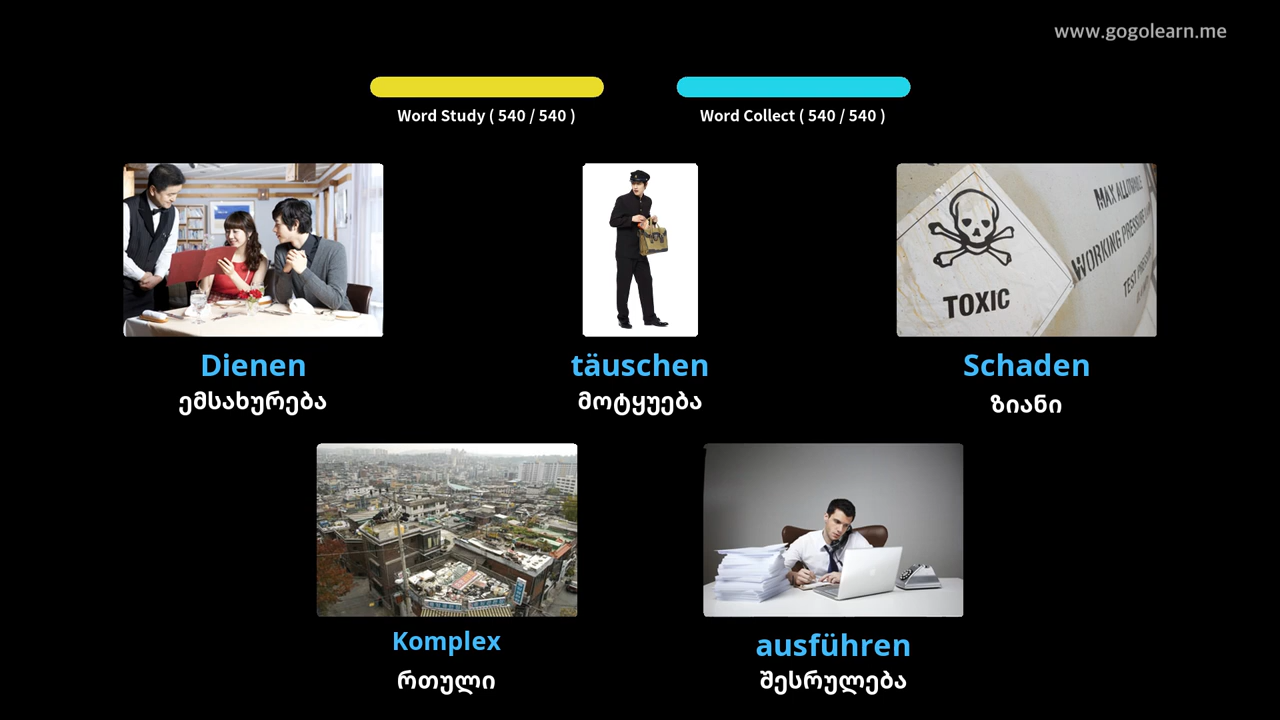 www.gogolearn.me
Word Study ( 540 / 540 )
Word Collect ( 540 / 540 )
MAX ALLOWABLE
WORKING PRESSURE
TEST
TOXIC
Dienen
täuschen
Schaden
ემსახურება
მოტყუება
ზიანი
Komplex
ausführen
რთული
შესრულება